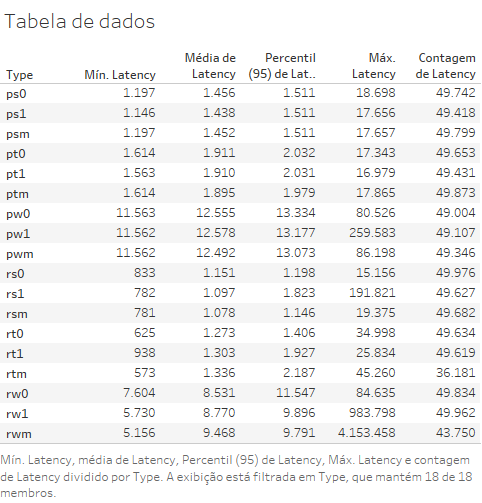 Tabela de dados
Média de Percentil Máx. Contagem
Type Mín. Latency Latency (95) de Lat.. Latency de Latency
ps0 1.197 1.456 1.511 18.698 49.742
ps1 1.146 1.438 1.511 17.656 49.418
psm 1.197 1.452 1.511 17.657 49.799
pt0 1.614 1.911 2.032 17.343 49.653
pt1 1.563 1.910 2.031 16.979 49.431
ptm 1.614 1.895 1.979 17.865 49.873
pw0 11.563 12.555 13.334 80.526 49.004
pw1 11.562 12.578 13.177 259.583 49.107
pwm 11.562 12.492 13.073 86.198 49.346
rs0 833 1.151 1.198 15.156 49.976
rs1 782 1.097 1.823 191.821 49.627
rsm 781 1.078 1.146 19.375 49.682
rt0 625 1.273 1.406 34.998 49.634
rt1 938 1.303 1.927 25.834 49.619
rtm 573 1.336 2.187 45.260 36.181
rw0 7.604 8.531 11.547 84.635 49.834
rw1 5.730 8.770 9.896 983.798 49.962
rwm 5.156 9.468 9.791 4.153.458 43.750
Mín. Latency, média de Latency, Percentil (95) de Latency, Máx. Latency e contagem
de Latency dividido por Type. A exibição está filtrada em Type, que mantém 18 de 18
membros.